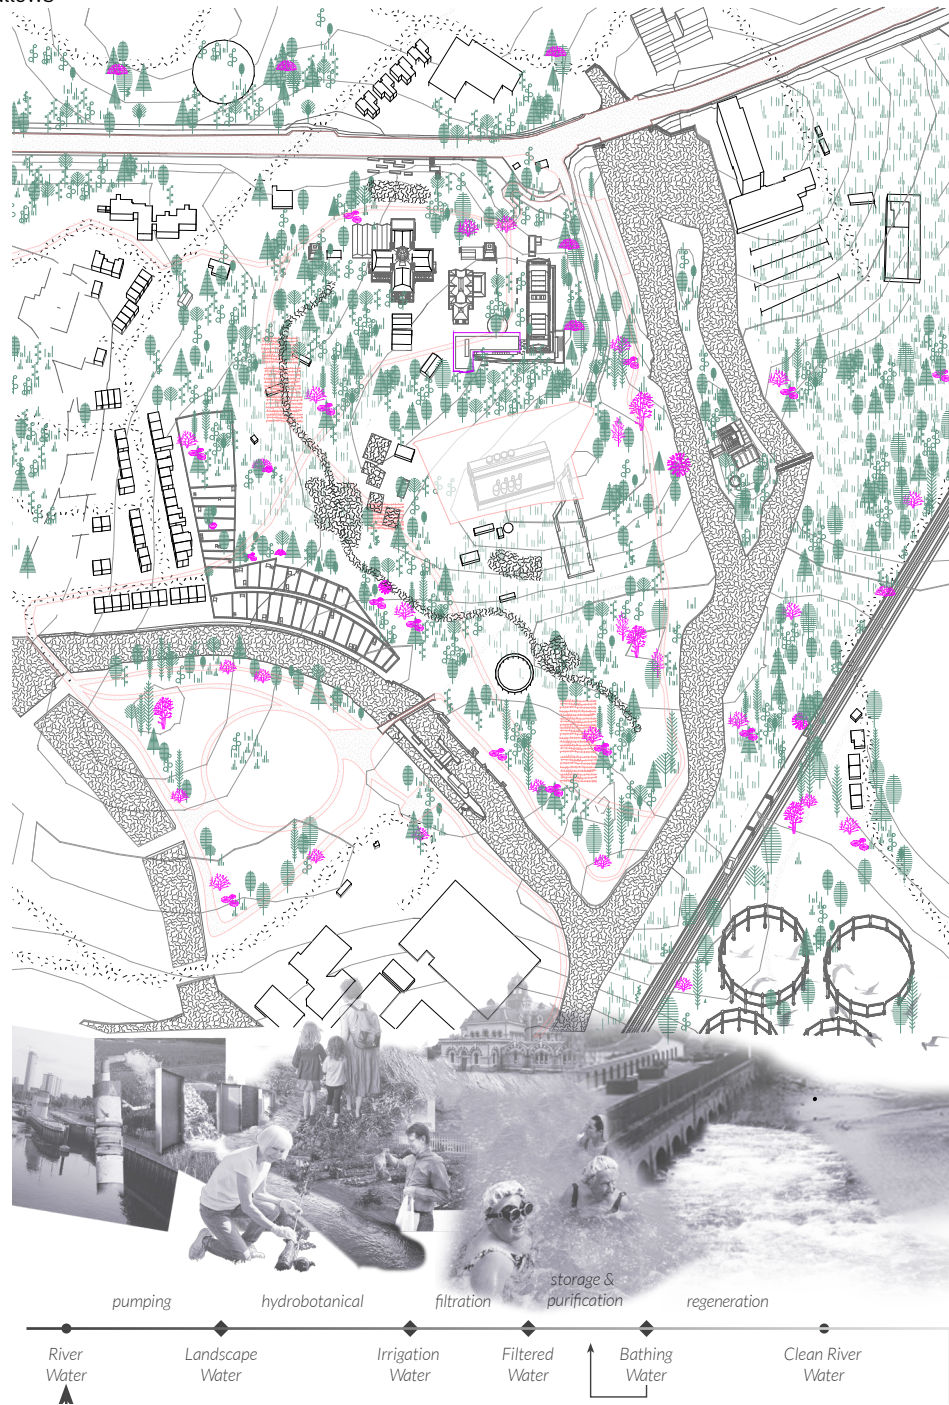 pumping
hydrobotanical
filtration
storage &
purification
regeneration
River
Water
Landscape
Water
Irrigation
Water
Filtered
Water
Bathing
Water
Clean River
Water